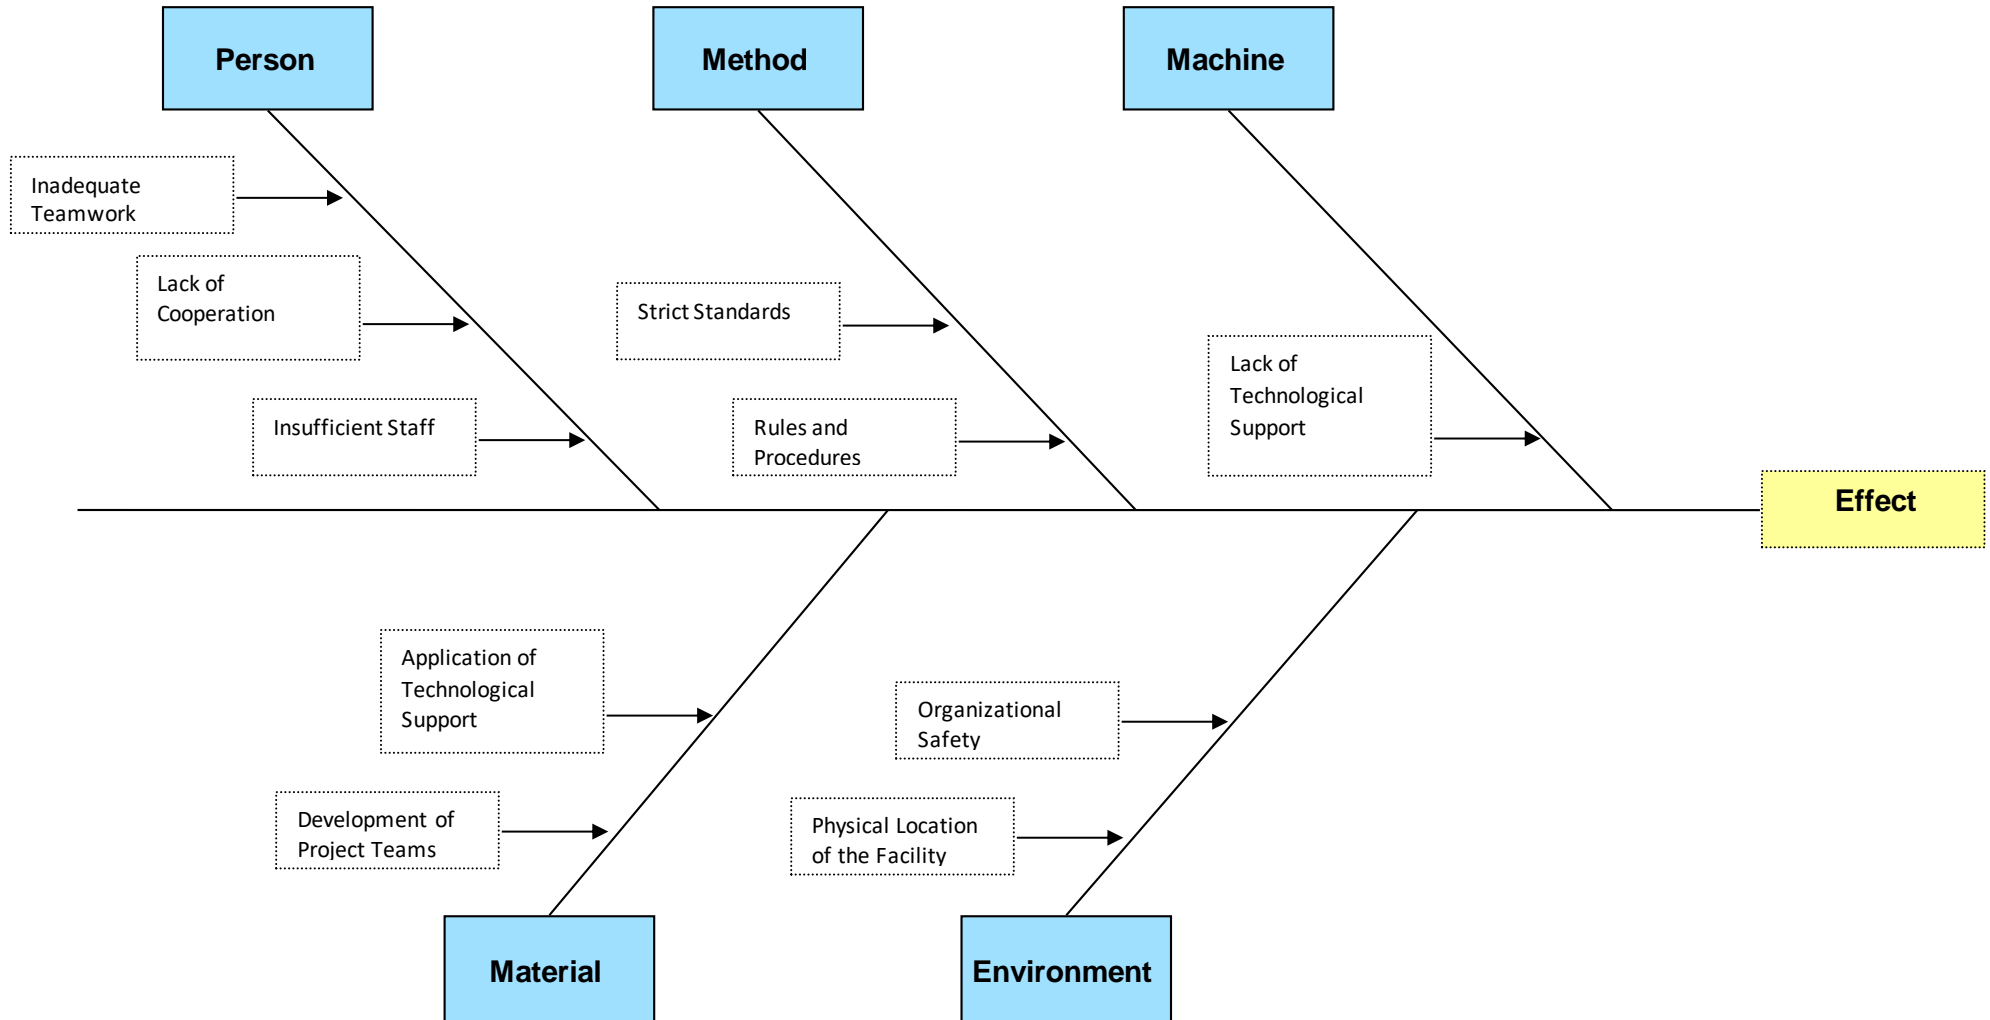 Person
Method
Machine
Inadequate
Teamwork
Lack of
Cooperation
Insufficient Staff
Strict Standards
Rules and
Procedures
Lack of
Technological
Support
Effect
Application of
Technological
Support
Development of
Project Teams
Organizational
Safety
Physical Location
of the Facility
Material
Environment